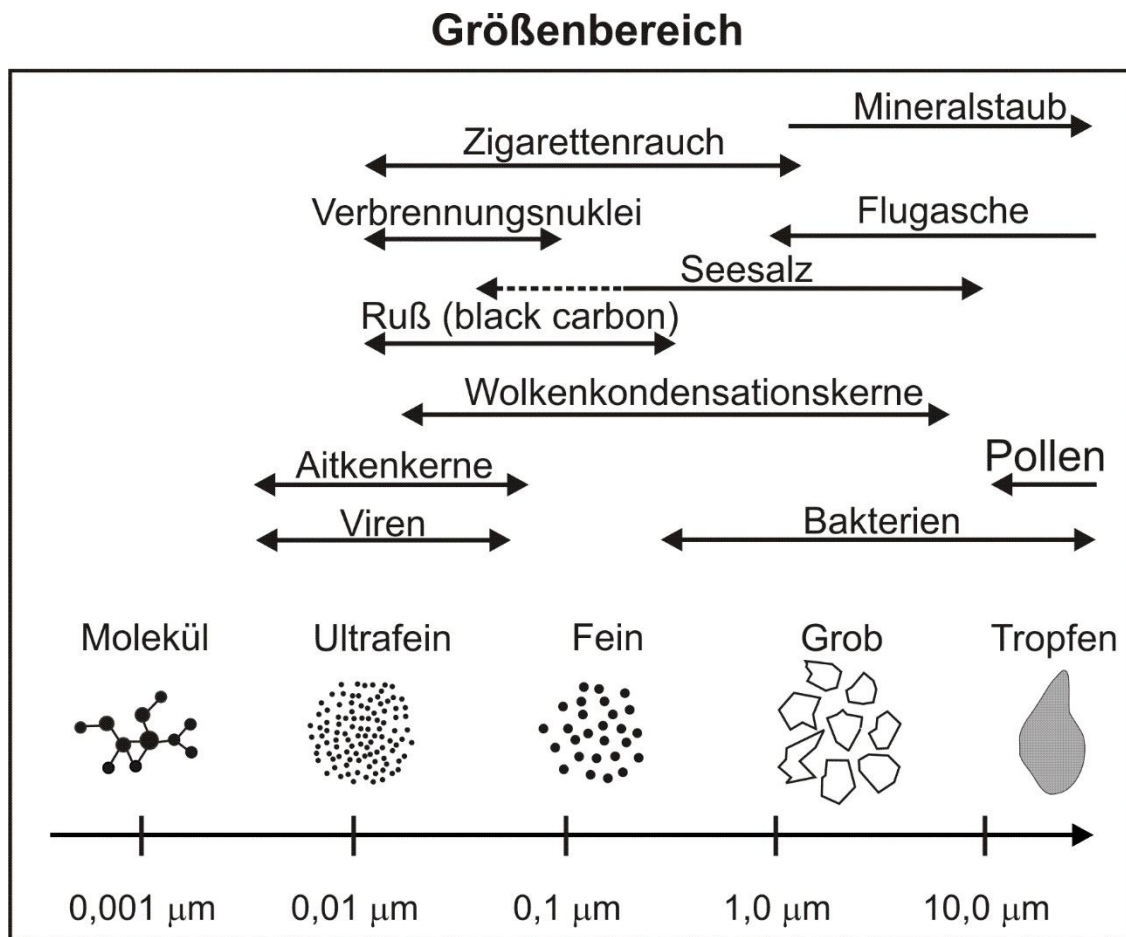 Größenbereich
Mineralstaub
Zigarettenrauch
Verbrennungsnuklei
Flugasche
Seesalz
Ruß (black carbon)
Wolkenkondensationskerne
Aitkenkerne
Pollen
Viren
Bakterien
Molekül Ultrafein Fein Grob Tropfen
0,001 µm 0,01 µm 0,1 µm 1,0 µm 10,0 µm